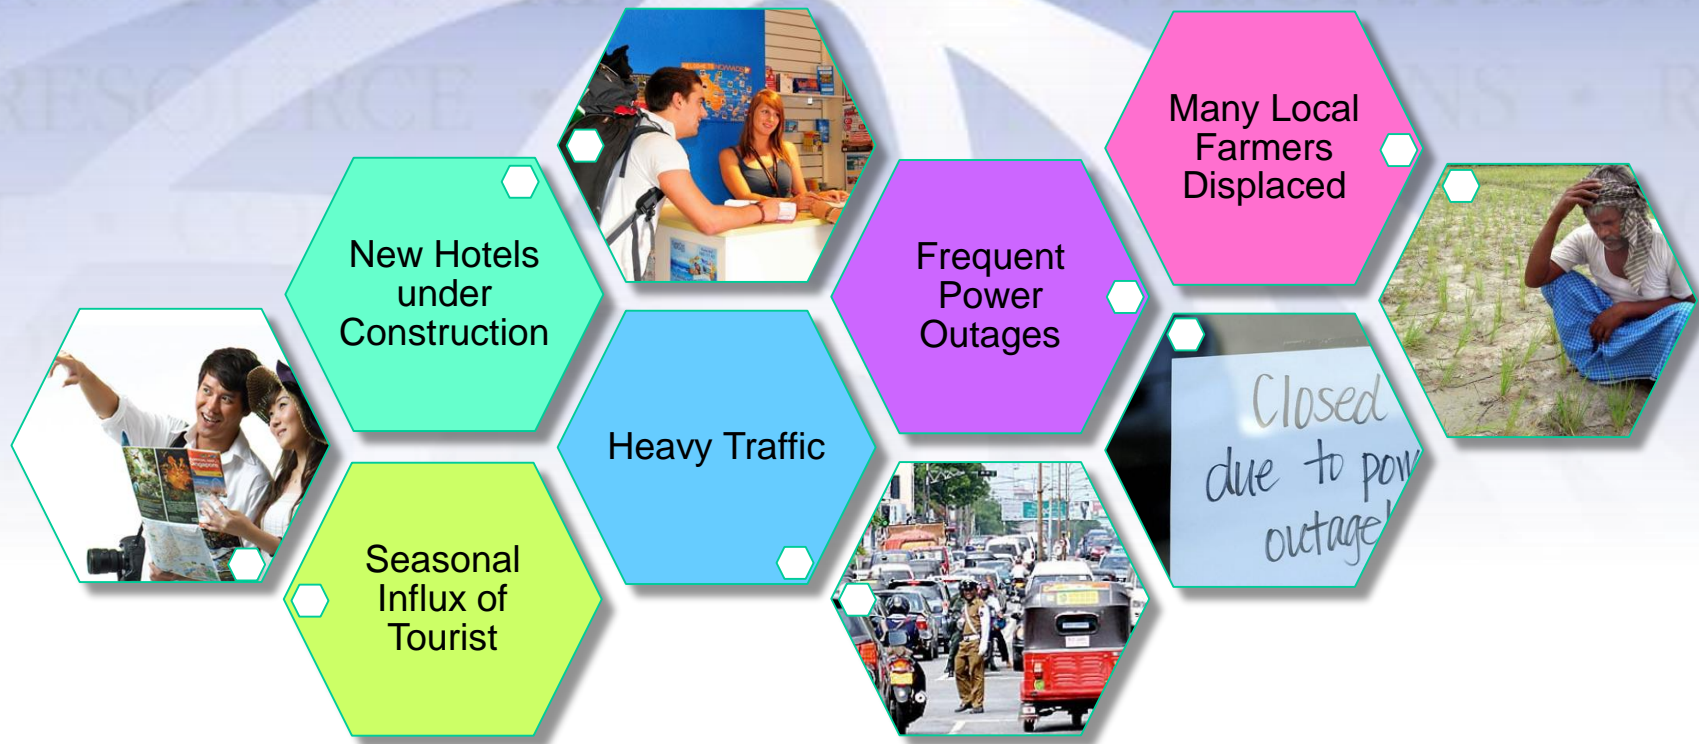 RESOURCE
New Hotels
under
Construction
Seasonal
Influx of
Tourist
Heavy Traffic
Frequent
Power
Outages
Many Local
Farmers
Displaced
Closed
due to pow
outage!